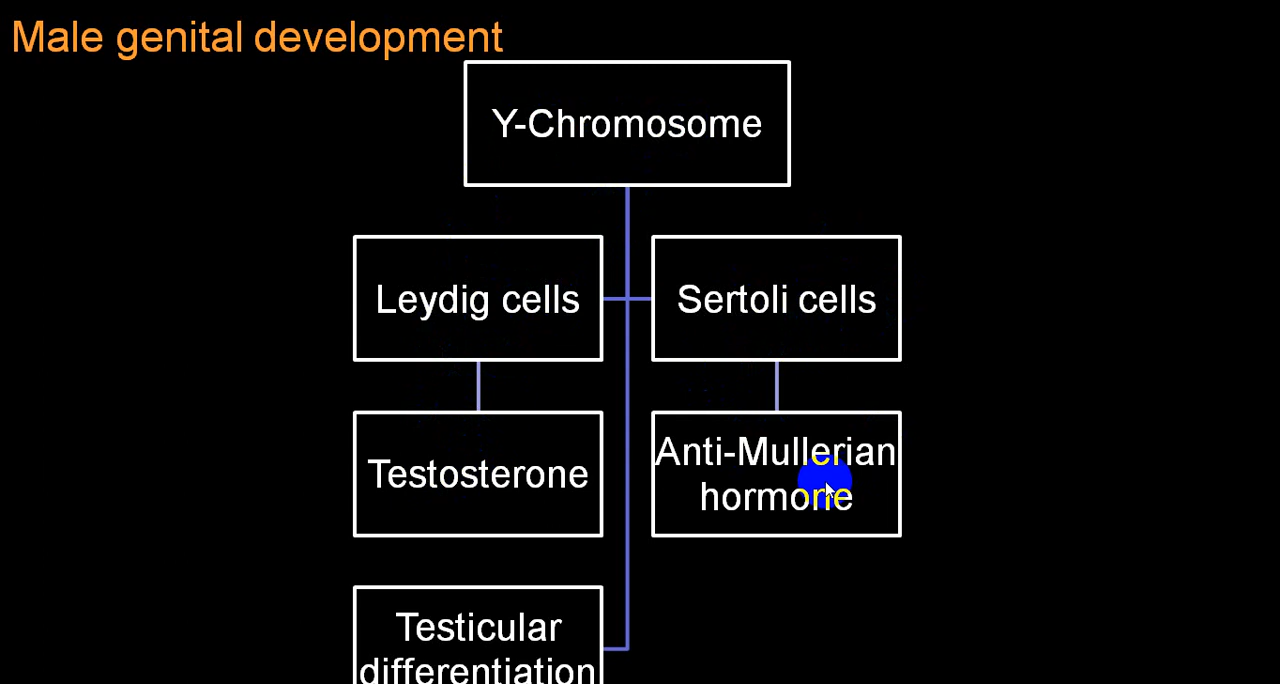 Male genital development
Y-Chromosome
Leydig cells
Sertoli cells
Testosterone
Anti-Mullerian
hormone
Testicular
differentiation